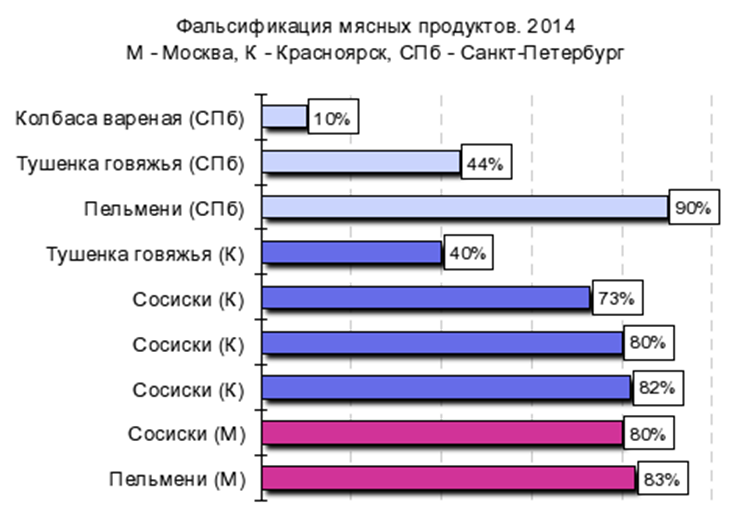 Фальсификация мясных продуктов. 2014
М - Москва, К - Красноярск, СПб - Санкт-Петербург
Колбаса вареная (СПб) 10%
Тушенка говяжья (СПб) 44%
Пельмени (СПб) 90%
Тушенка говяжья (К) 40%
Сосиски (К) 73%
Сосиски (К) 80%
Сосиски (К) 82%
Сосиски (М) 80%
Пельмени (М) 83%